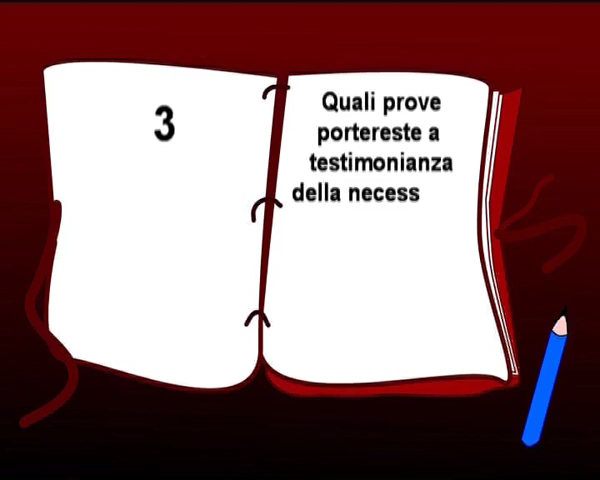 3
Quali prove
portereste a
testimonianza
della necess